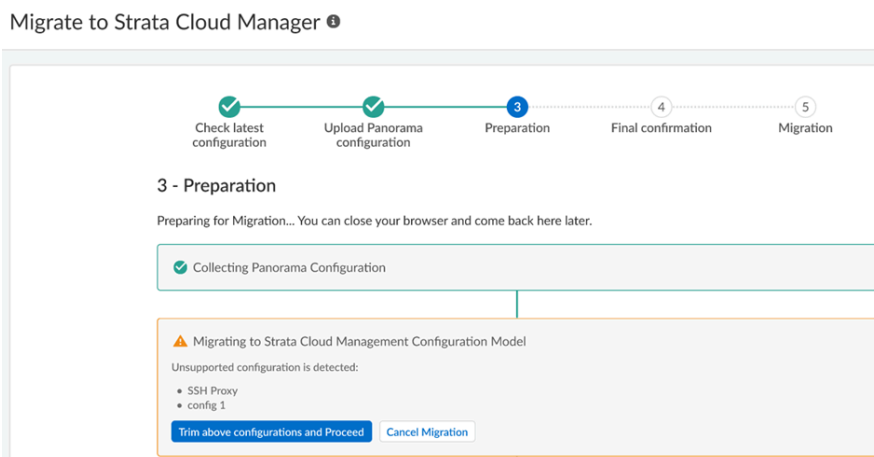 Migrate to Strata Cloud Manager
3
4
5
Check latest
configuration
Upload Panorama
configuration
Preparation
Final confirmation
Migration
3 - Preparation
Preparing for Migration... You can close your browser and come back here later.
Collecting Panorama Configuration
Migrating to Strata Cloud Management Configuration Model
Unsupported configuration is detected:
• SSH Proxy
• config 1
Trim above configurations and Proceed
Cancel Migration